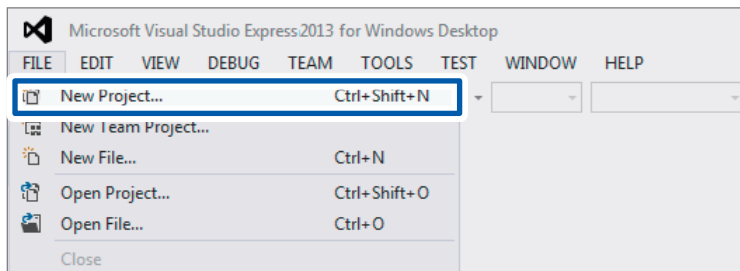 Microsoft Visual Studio Express 2013 for Windows Desktop
FILE EDIT VIEW DEBUG TEAM TOOLS TEST WINDOW HELP
New Project... Ctrl+Shift+N
New Team Project...
New File... Ctrl+N
Open Project... Ctrl+Shift+O
Open File... Ctrl+O
Close